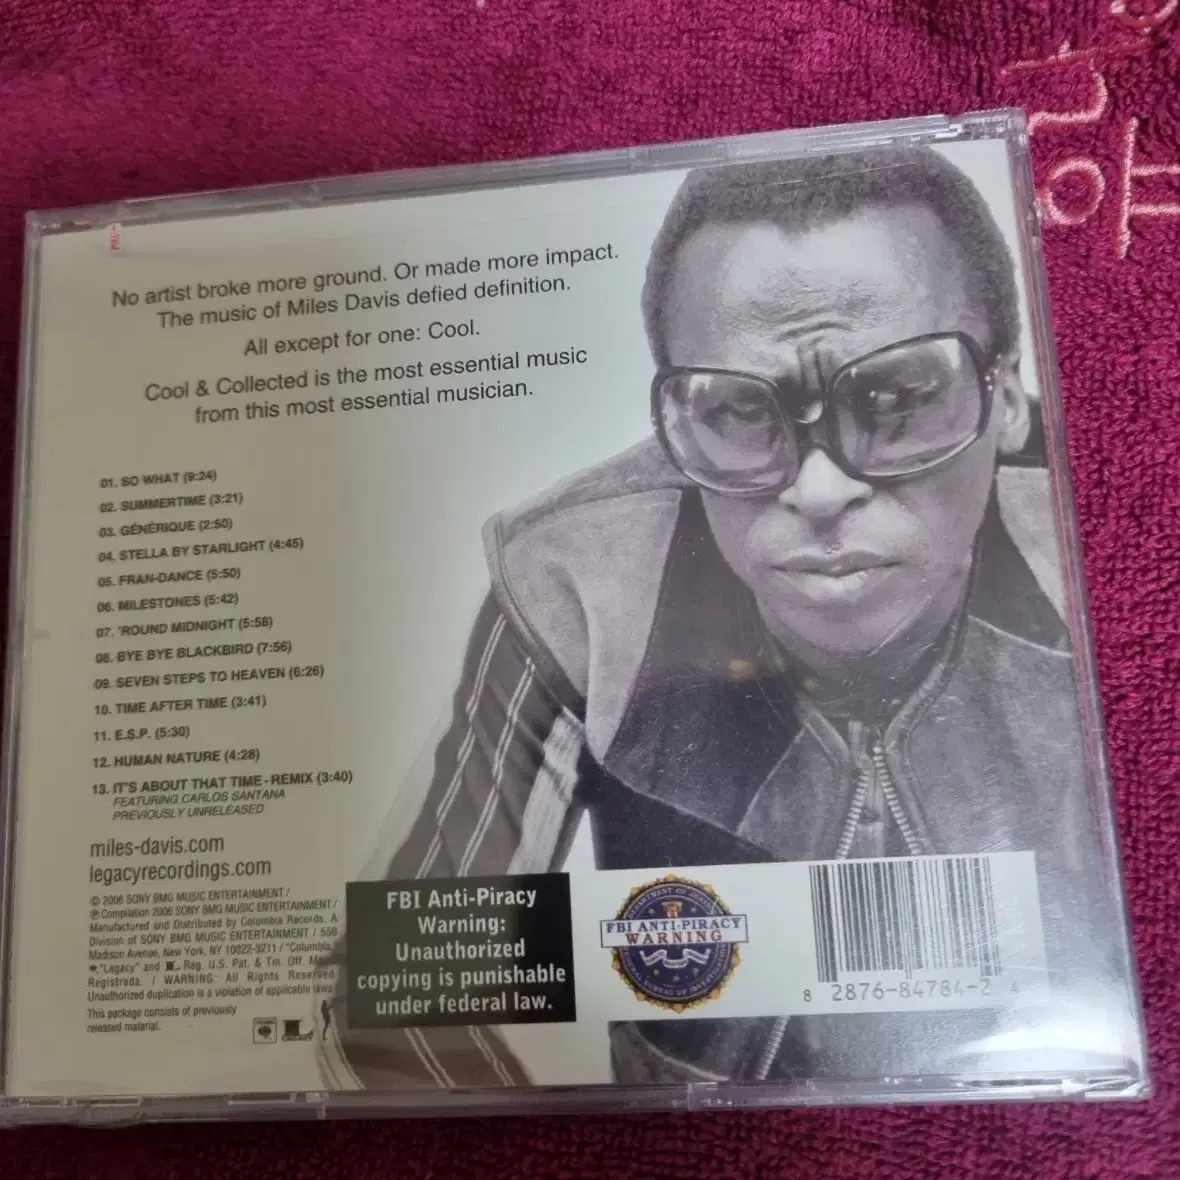 No artist broke more ground. Or made more impact.
The music of Miles Davis defied definition.
All except for one: Cool.
Cool & Collected is the most essential music
from this most essential musician.
01. SO WHAT (9:24)
02. SUMMERTIME (3:21)
03. GÉNÉRIQUE (2:50)
04. STELLA BY STARLIGHT (4:45)
05. FRAN-DANCE (5:50)
06. MILESTONES (5:42)
07. 'ROUND MIDNIGHT (5:58)
08. BYE BYE BLACKBIRD (7:56)
09. SEVEN STEPS TO HEAVEN (6:26)
10. TIME AFTER TIME (3:41)
11. E.S.P. (5:30)
12. HUMAN NATURE (4:28)
13. IT'S ABOUT THAT TIME - REMIX (3:40)
FEATURING CARLOS SANTANA
PREVIOUSLY UNRELEASED
miles-davis.com
legacyrecordings.com
© 2006 SONY BMG MUSIC ENTERTAINMENT /
℗ Compilation 2006 SONY BMG MUSIC ENTERTAINMENT /
Manufactured and Distributed by Columbia Records, A
Division of SONY BMG MUSIC ENTERTAINMENT / 550
Madison Avenue, New York, NY 10022-3211 / "Columbia,"
"Legacy" and Reg. U.S. Pat. & Tm. Off.
Registrada. / WARNING: All Rights Reserved.
Unauthorized duplication is a violation of applicable laws.
This package consists of previously
released material.
FBI Anti-Piracy
Warning:
Unauthorized
copying is punishable
under federal law.
FBI ANTI-PIRACY
WARNING
8 2876-84784-2 4